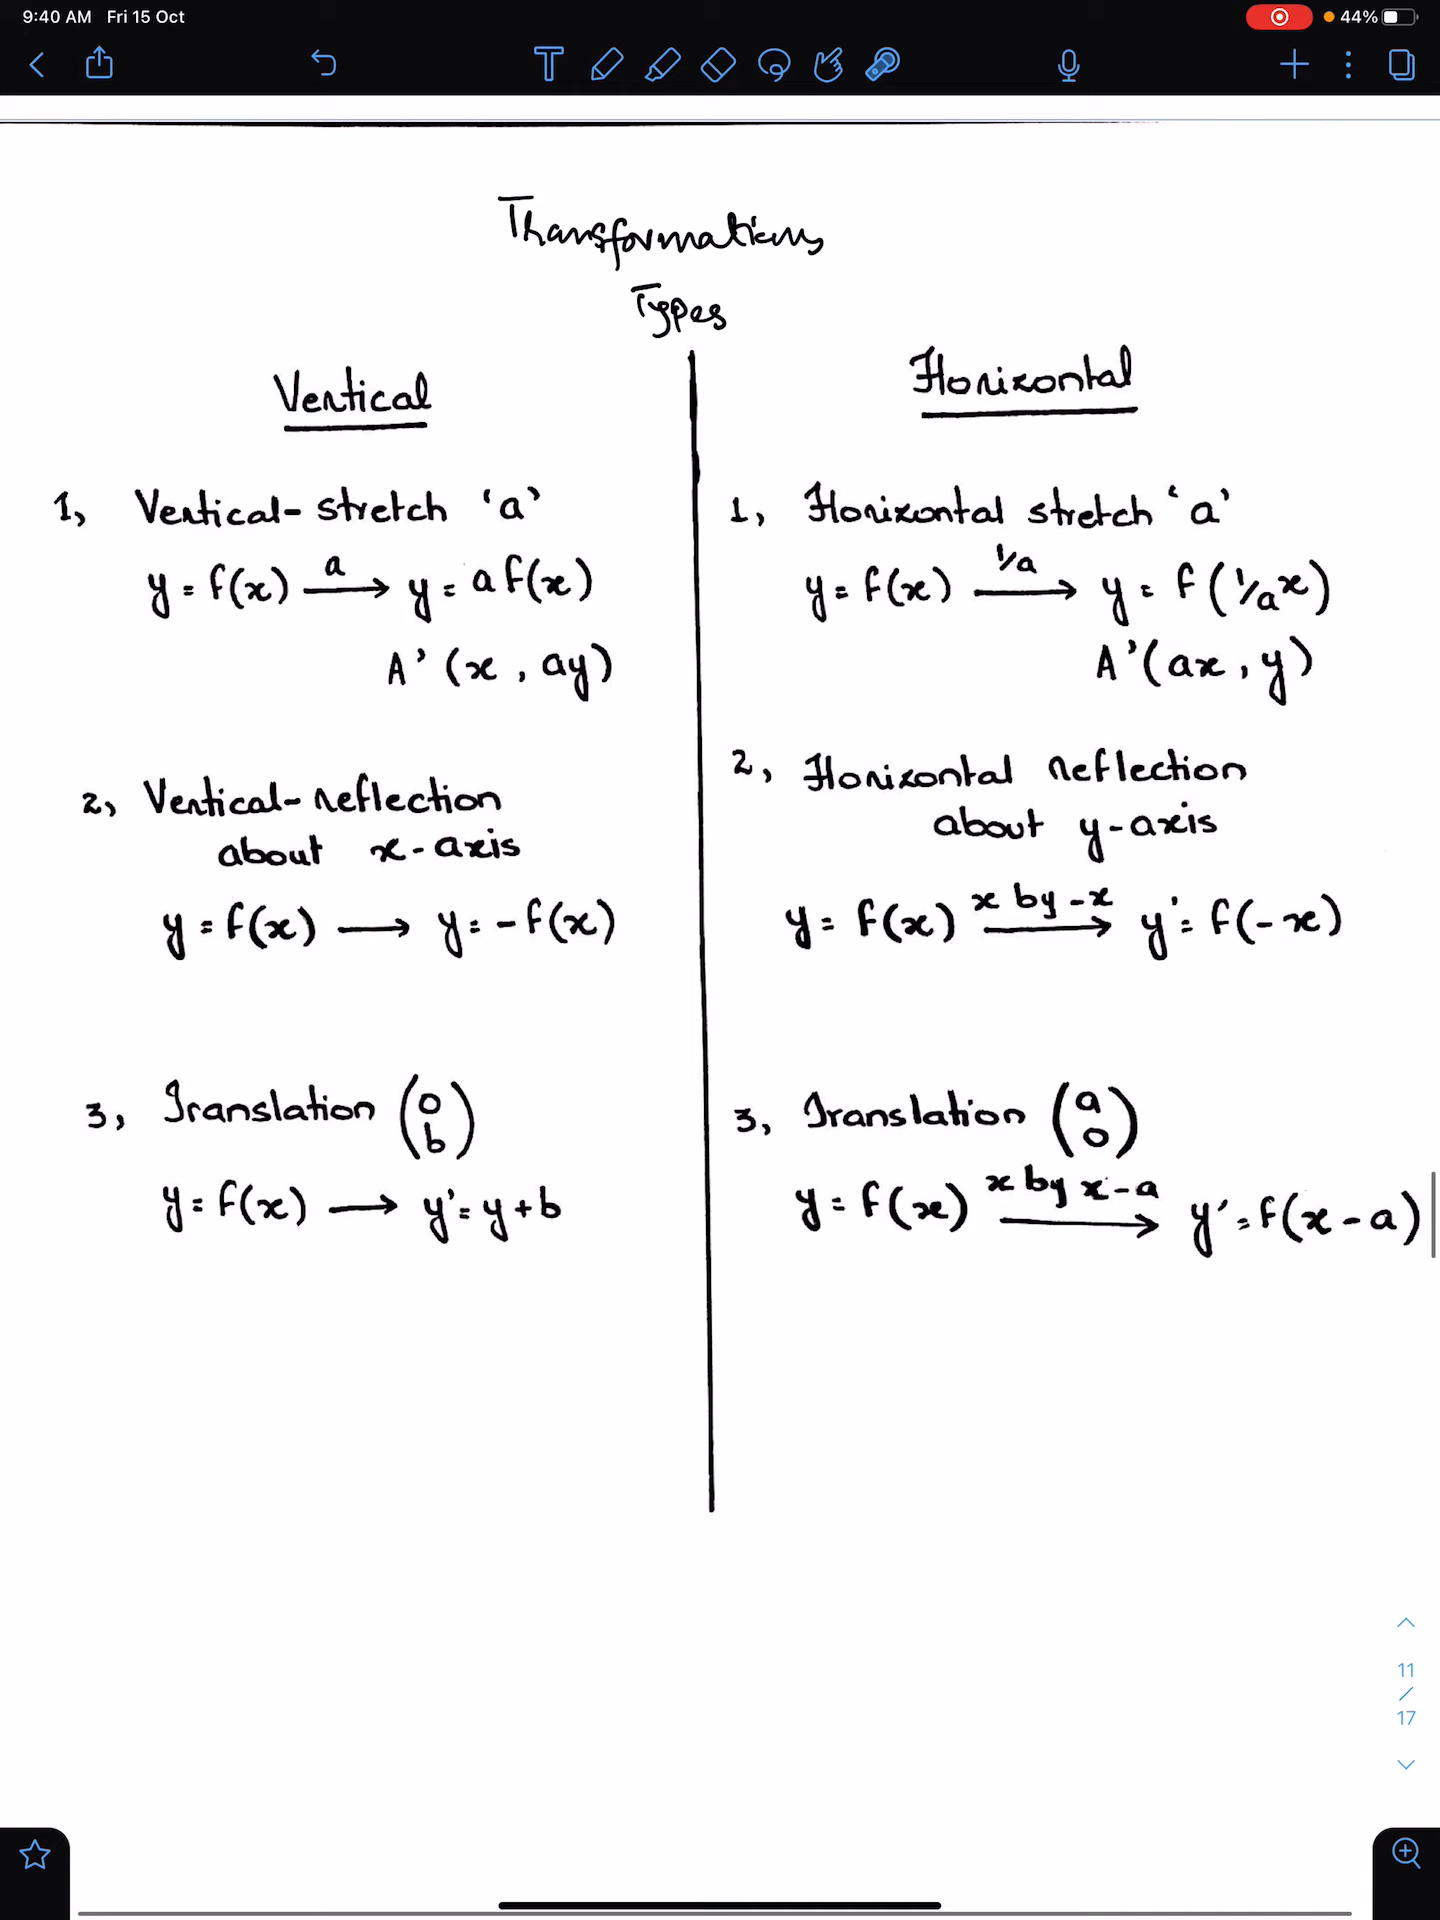 9:40 AM Fri 15 Oct
44%
Transformations
Types
Vertical
1, Vertical-stretch 'a'
y = f(x) a→ y = a f(x)
A' (x, ay)
2, Vertical-reflection
about x-axis
y = f(x) → y = -f(x)
3, Translation (0 b)
y = f(x) → y' = y + b
Horizontal
1, Horizontal stretch 'a'
y = f(x) 1/a→ y = f(1/a x)
A' (ax, y)
2, Horizontal reflection
about y-axis
y = f(x) x by -x→ y' = f(-x)
3, Translation (a 0)
y = f(x) x by x-a→ y' = f(x-a)
11
/
17